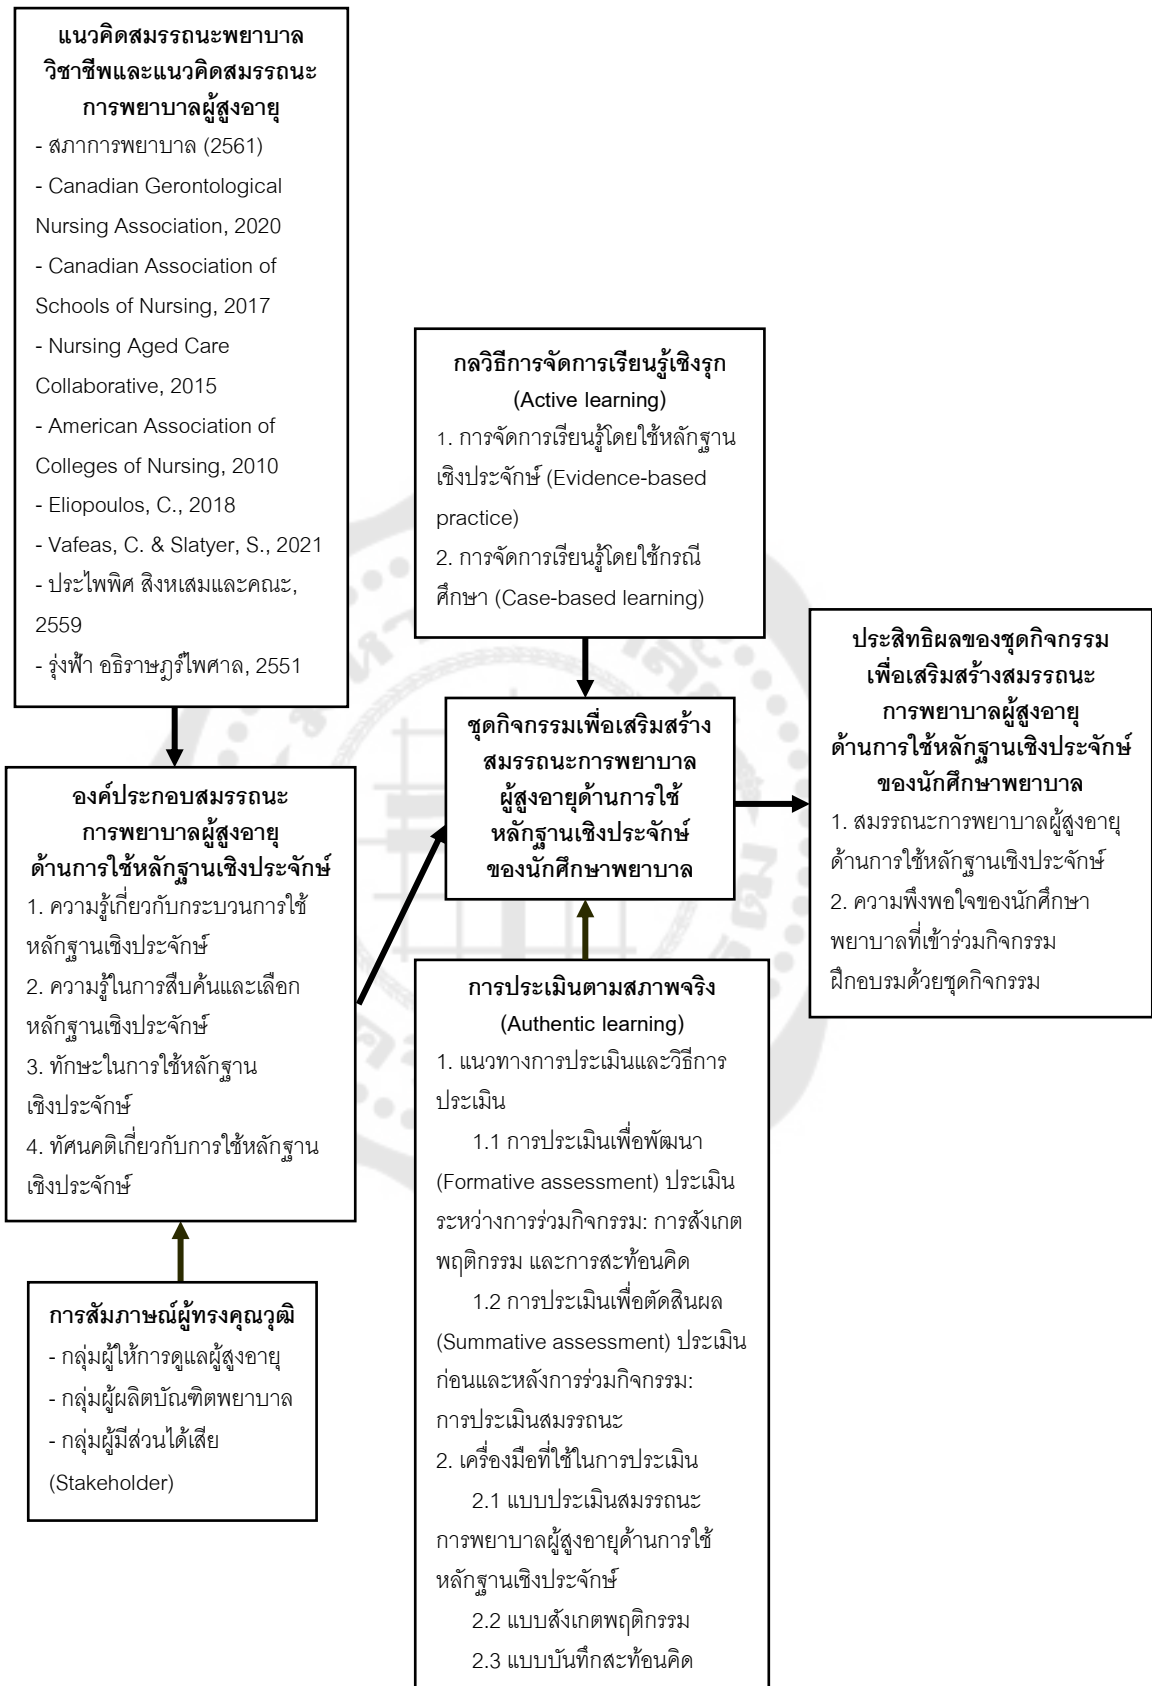 แนวคิดสมรรถนะพยาบาล
วิชาชีพและแนวคิดสมรรถนะ
การพยาบาลผู้สูงอายุ
- สภาการพยาบาล (2561)
- Canadian Gerontological
Nursing Association, 2020
- Canadian Association of
Schools of Nursing, 2017
- Nursing Aged Care
Collaborative, 2015
- American Association of
Colleges of Nursing, 2010
- Eliopoulos, C., 2018
- Vafeas, C. & Slatyer, S., 2021
- ประไพพิศ สิงหเสมและคณะ,
2559
- รุ่งฟ้า อธิราษฎร์ไพศาล, 2551
องค์ประกอบสมรรถนะ
การพยาบาลผู้สูงอายุ
ด้านการใช้หลักฐานเชิงประจักษ์
1. ความรู้เกี่ยวกับกระบวนการใช้
หลักฐานเชิงประจักษ์
2. ความรู้ในการสืบค้นและเลือก
หลักฐานเชิงประจักษ์
3. ทักษะในการใช้หลักฐาน
เชิงประจักษ์
4. ทัศนคติเกี่ยวกับการใช้หลักฐาน
เชิงประจักษ์
การสัมภาษณ์ผู้ทรงคุณวุฒิ
- กลุ่มผู้ให้การดูแลผู้สูงอายุ
- กลุ่มผู้ผลิตบัณฑิตพยาบาล
- กลุ่มผู้มีส่วนได้เสีย
(Stakeholder)
กลวิธีการจัดการเรียนรู้เชิงรุก
(Active learning)
1. การจัดการเรียนรู้โดยใช้หลักฐาน
เชิงประจักษ์ (Evidence-based
practice)
2. การจัดการเรียนรู้โดยใช้กรณี
ศึกษา (Case-based learning)
ชุดกิจกรรมเพื่อเสริมสร้าง
สมรรถนะการพยาบาล
ผู้สูงอายุด้านการใช้
หลักฐานเชิงประจักษ์
ของนักศึกษาพยาบาล
การประเมินตามสภาพจริง
(Authentic learning)
1. แนวทางการประเมินและวิธีการ
ประเมิน
1.1 การประเมินเพื่อพัฒนา
(Formative assessment) ประเมิน
ระหว่างการร่วมกิจกรรม: การสังเกต
พฤติกรรม และการสะท้อนคิด
1.2 การประเมินเพื่อตัดสินผล
(Summative assessment) ประเมิน
ก่อนและหลังการร่วมกิจกรรม:
การประเมินสมรรถนะ
2. เครื่องมือที่ใช้ในการประเมิน
2.1 แบบประเมินสมรรถนะ
การพยาบาลผู้สูงอายุด้านการใช้
หลักฐานเชิงประจักษ์
2.2 แบบสังเกตพฤติกรรม
2.3 แบบบันทึกสะท้อนคิด
ประสิทธิผลของชุดกิจกรรม
เพื่อเสริมสร้างสมรรถนะ
การพยาบาลผู้สูงอายุ
ด้านการใช้หลักฐานเชิงประจักษ์
ของนักศึกษาพยาบาล
1. สมรรถนะการพยาบาลผู้สูงอายุ
ด้านการใช้หลักฐานเชิงประจักษ์
2. ความพึงพอใจของนักศึกษา
พยาบาลที่เข้าร่วมกิจกรรม
ฝึกอบรมด้วยชุดกิจกรรม